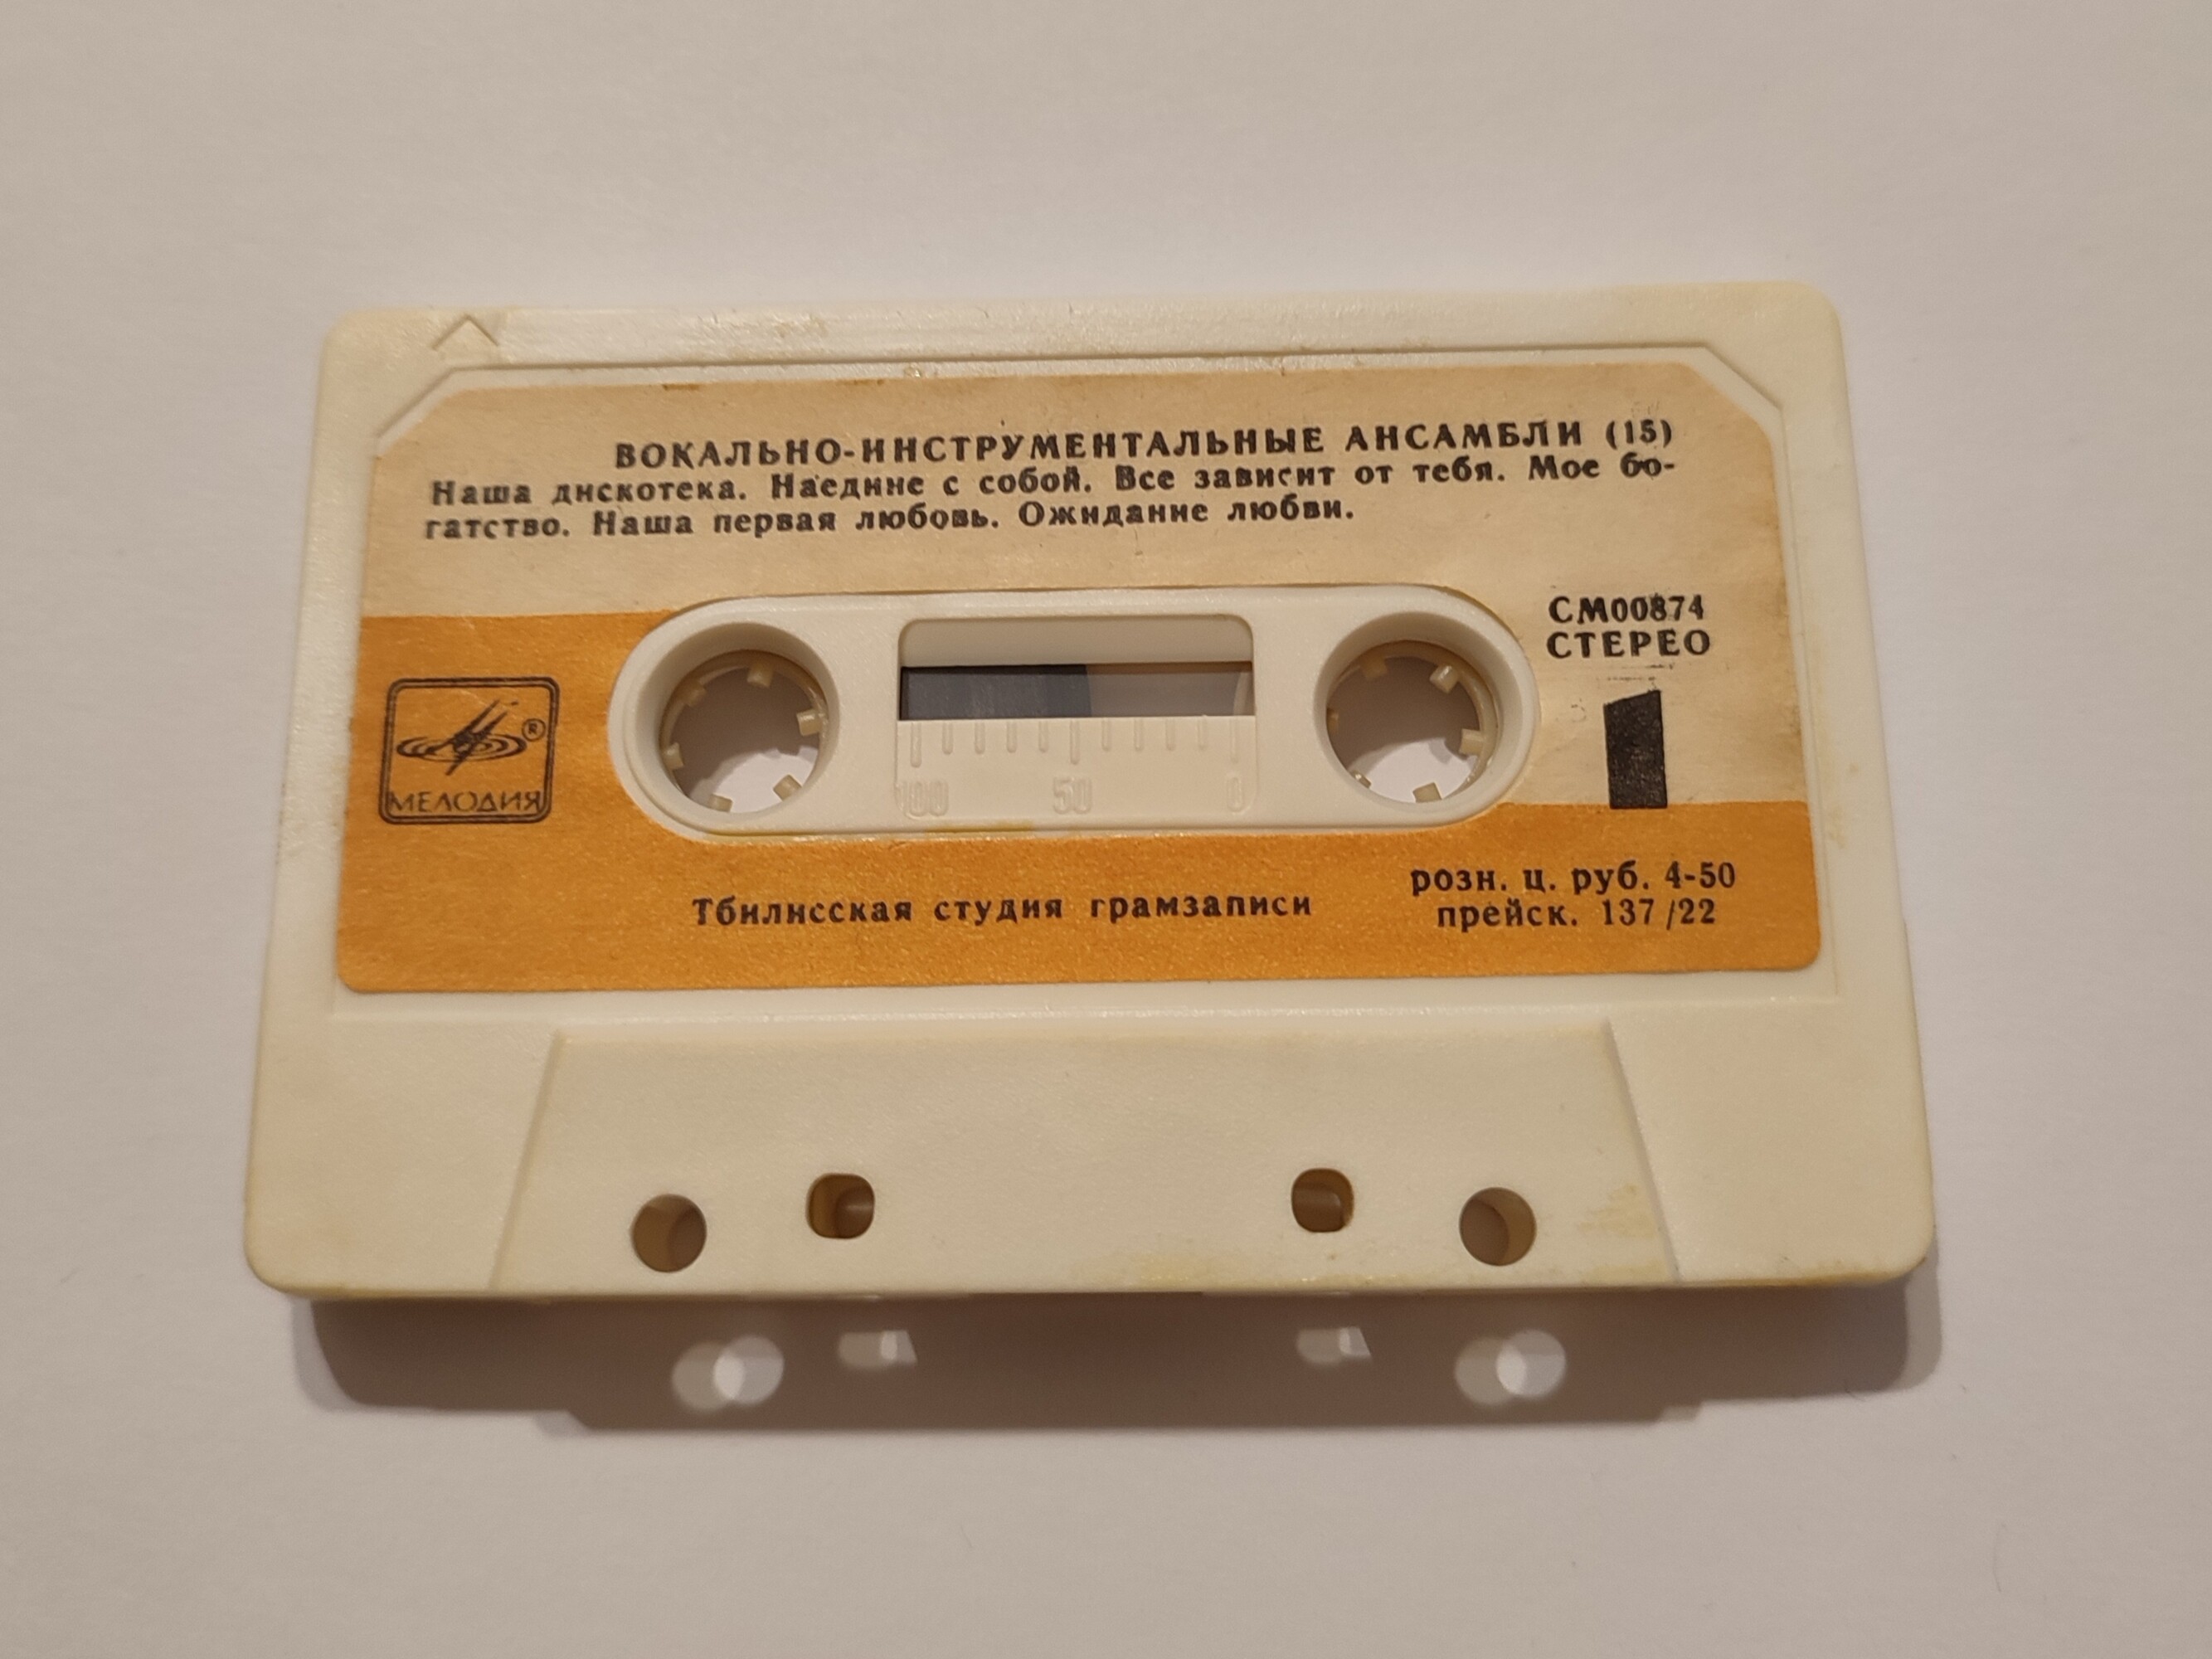 ВОКАЛЬНО-ИНСТРУМЕНТАЛЬНЫЕ АНСАМБЛИ (15)
Наша дискотека. Наедине с собой. Все зависит от тебя. Мое бо-
гатство. Наша первая любовь. Ожидание любви.
СМ00874
СТЕРЕО
1
®
МЕЛОДИЯ
100 50 0
розн. ц. руб. 4-50
Тбилисская студия грамзаписи
прейск. 137/22